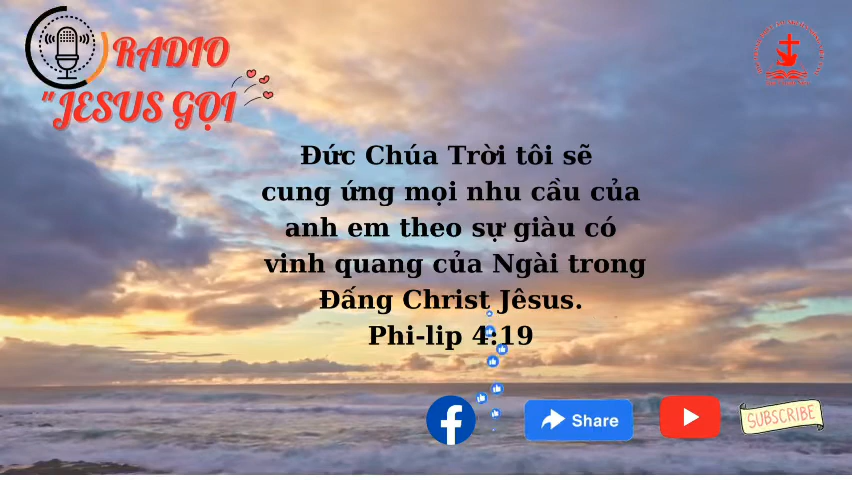 RADIO
"JESUS GỌI
Đức Chúa Trời tôi sẽ
cung ứng mọi nhu cầu của
anh em theo sự giàu có
vinh quang của Ngài trong
Đấng Christ Jêsus.
Phi-lip 4:19
Share
SUBSCRIBE